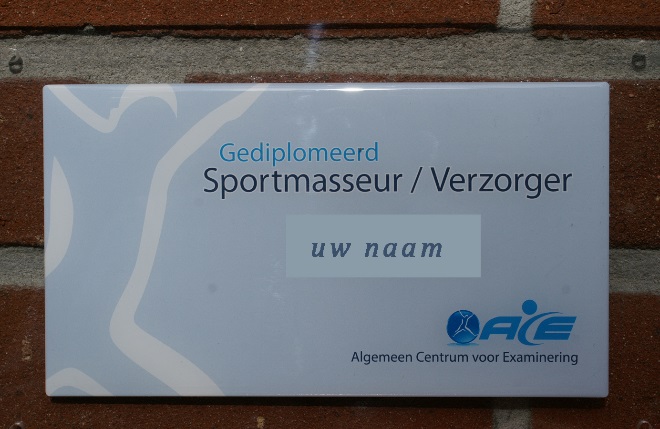 Gediplomeerd
Sportmasseur / Verzorger
uw naam
ACE
Algemeen Centrum voor Examinering